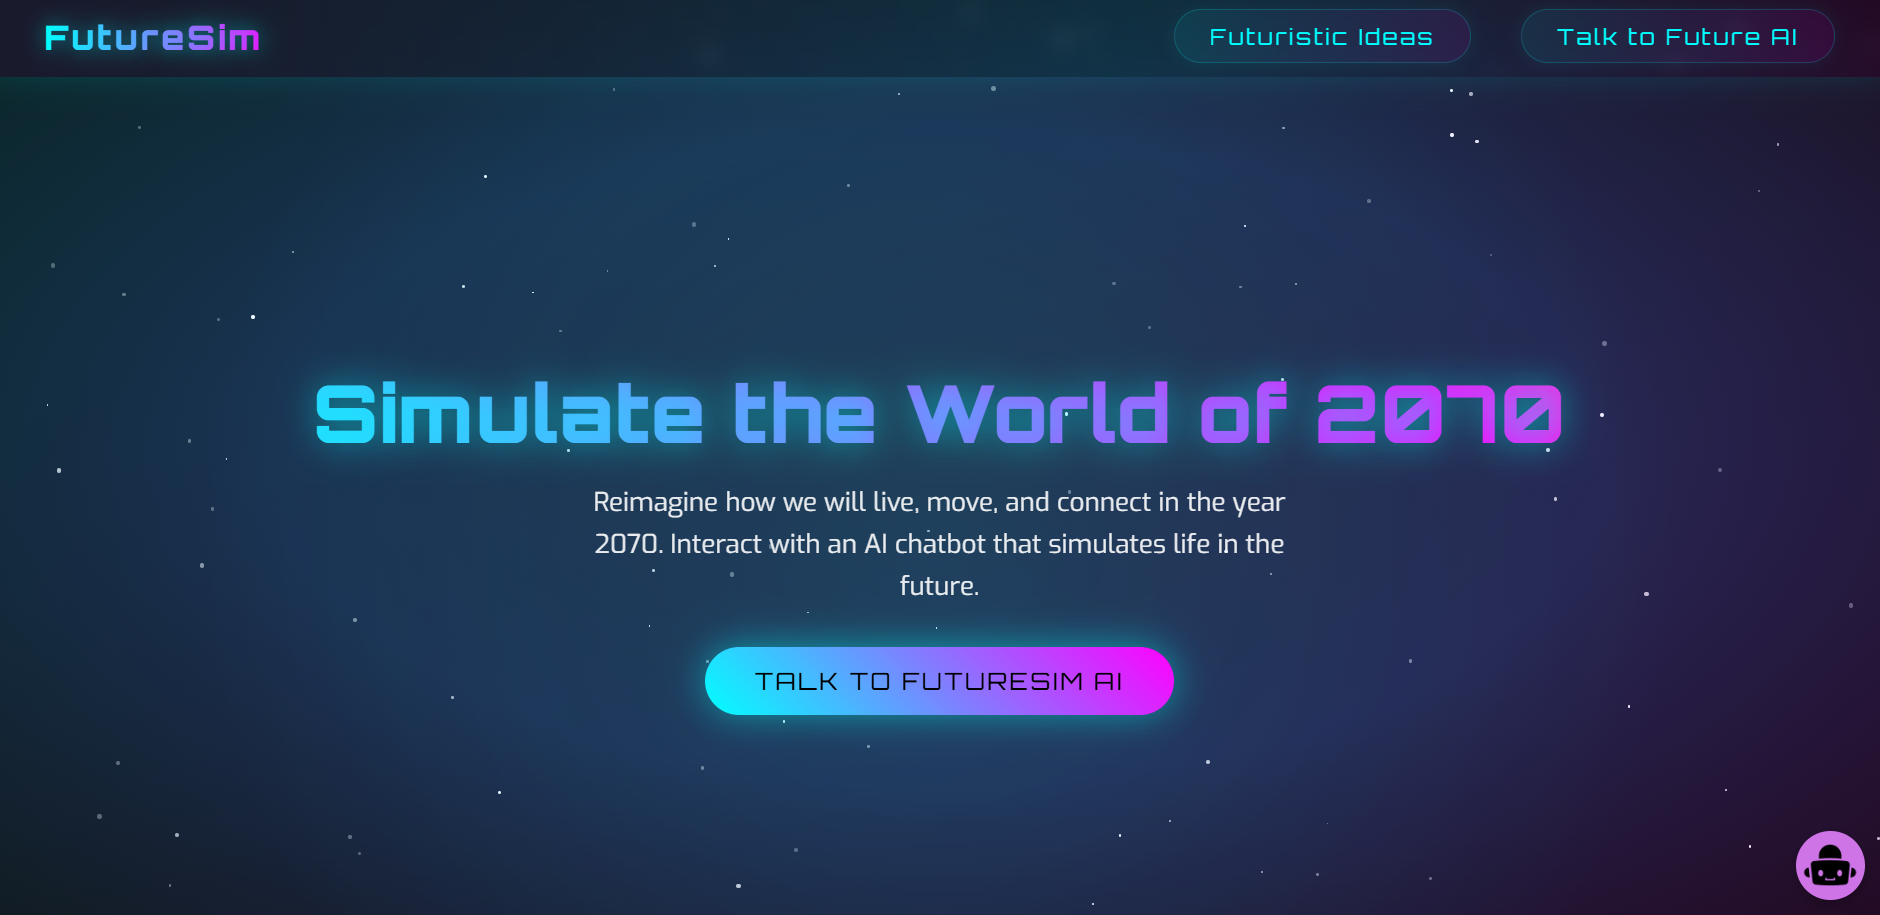 FutureSim
Futuristic Ideas
Talk to Future AI
Simulate the World of 2070
Reimagine how we will live, move, and connect in the year
2070. Interact with an AI chatbot that simulates life in the
future.
TALK TO FUTURESIM AI